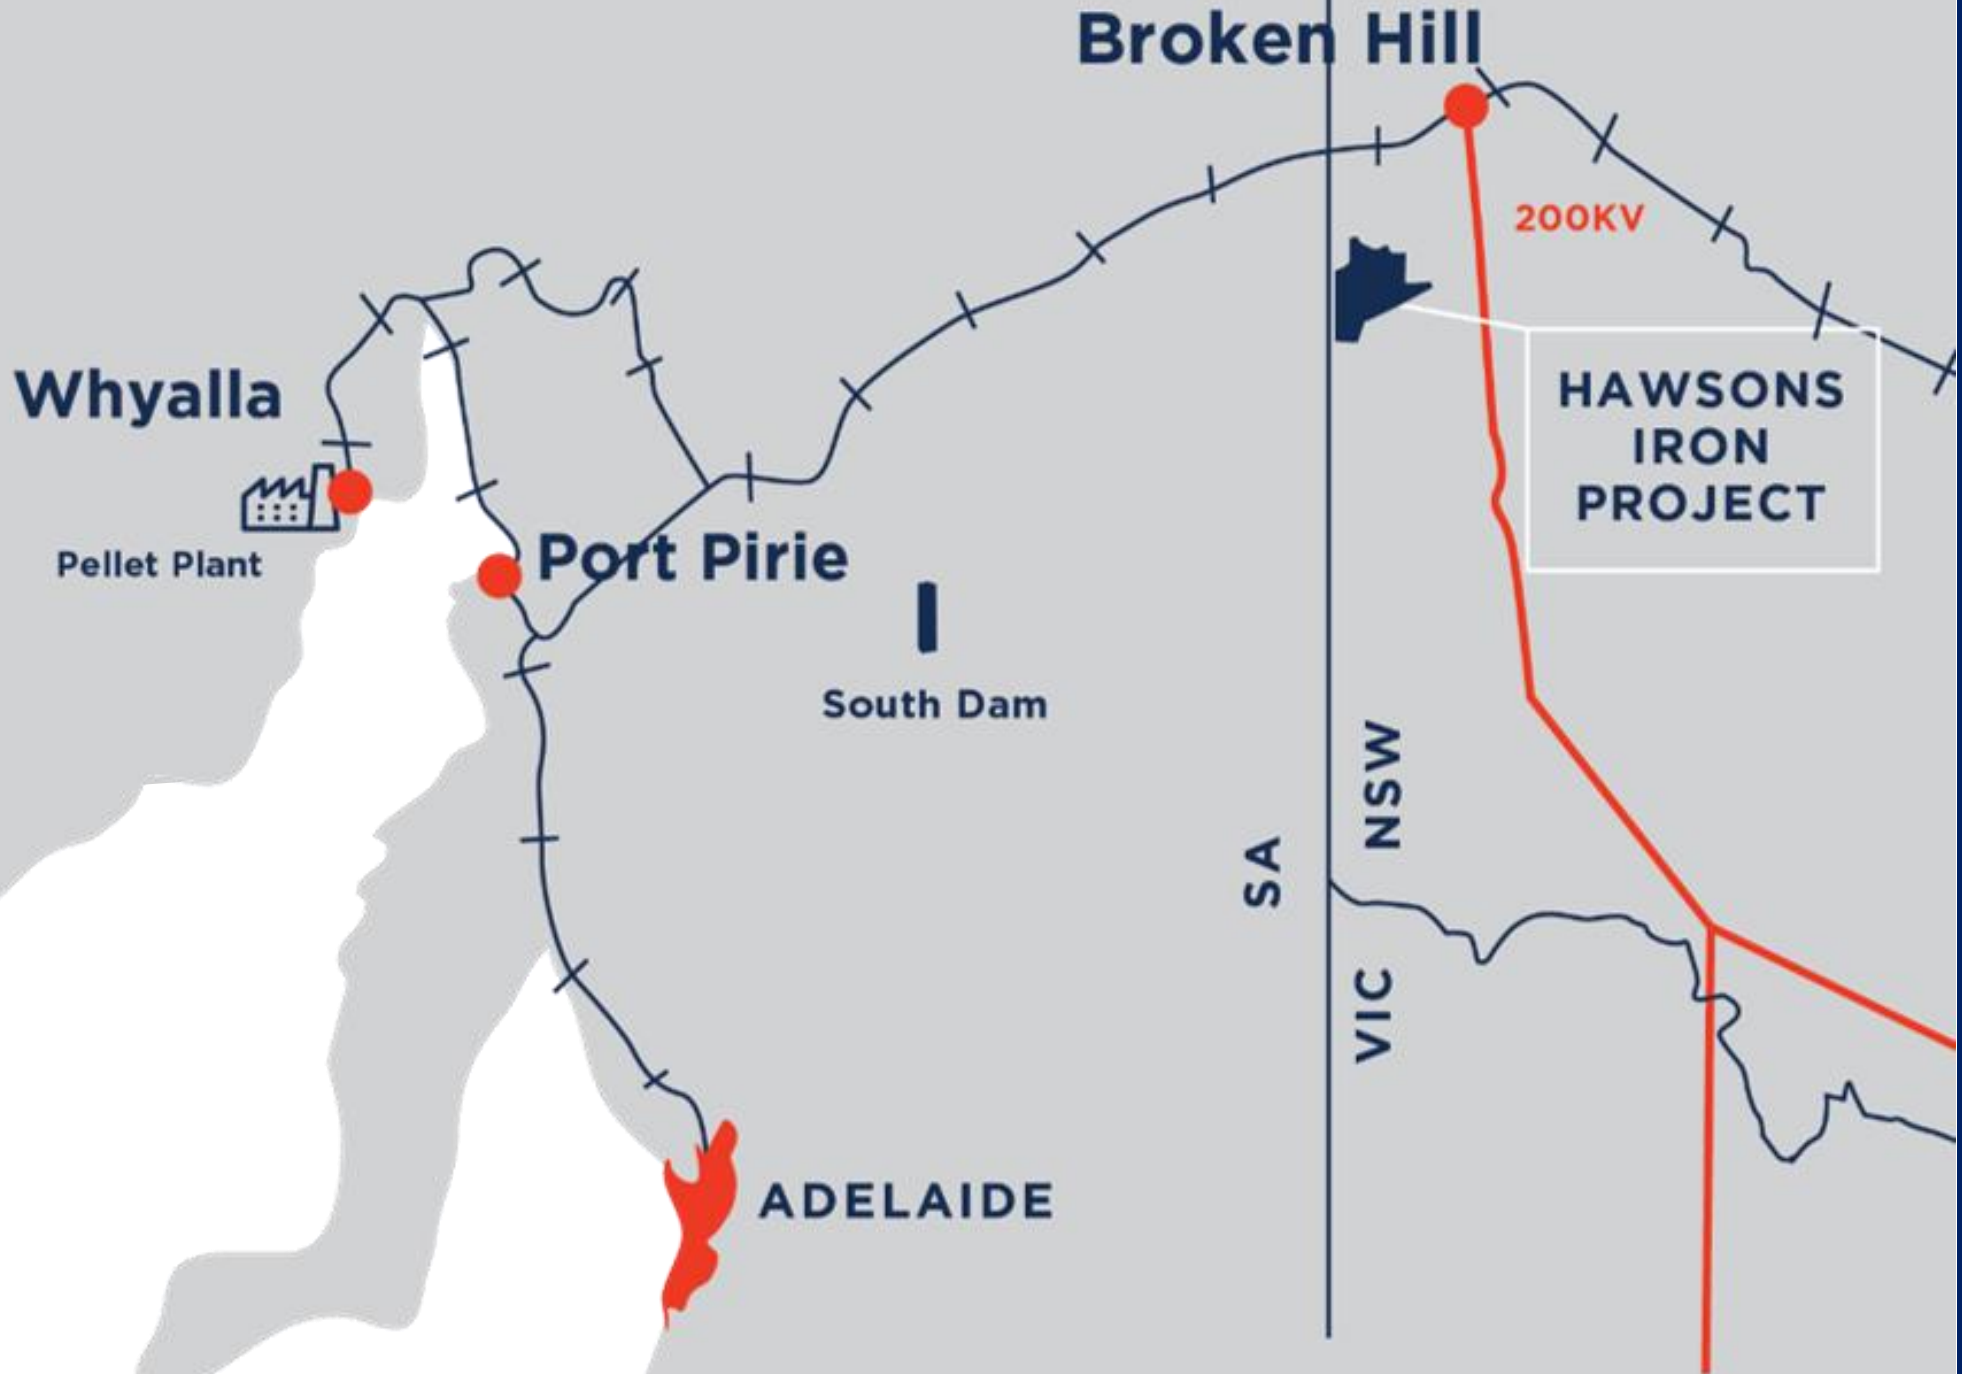 Broken Hill
200KV
Whyalla
HAWSONS
IRON
PROJECT
Pellet Plant
Port Pirie
South Dam
NSW
SA
VIC
ADELAIDE